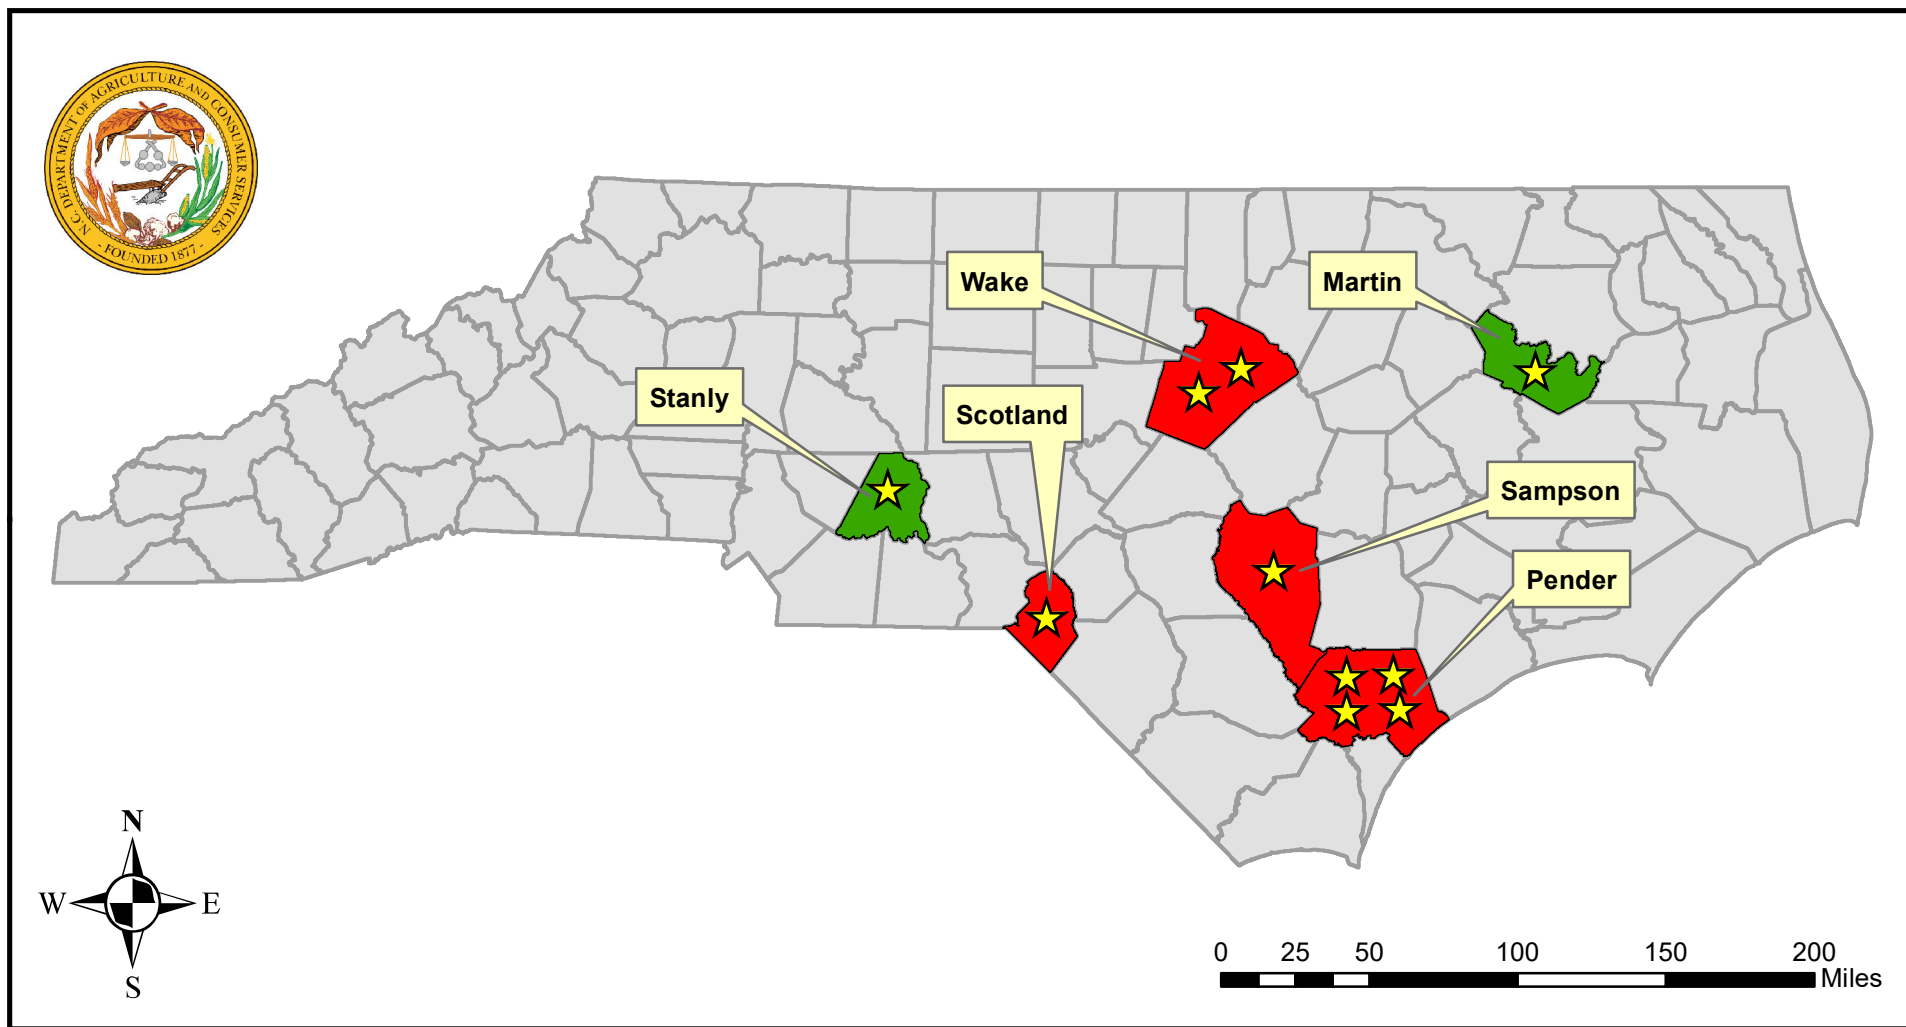 N.C. DEPARTMENT OF AGRICULTURE AND CONSUMER SERVICES
- FOUNDED 1877 -
Wake
Martin
Stanly
Scotland
Sampson
Pender
N
W E
S
0 25 50 100 150 200
Miles